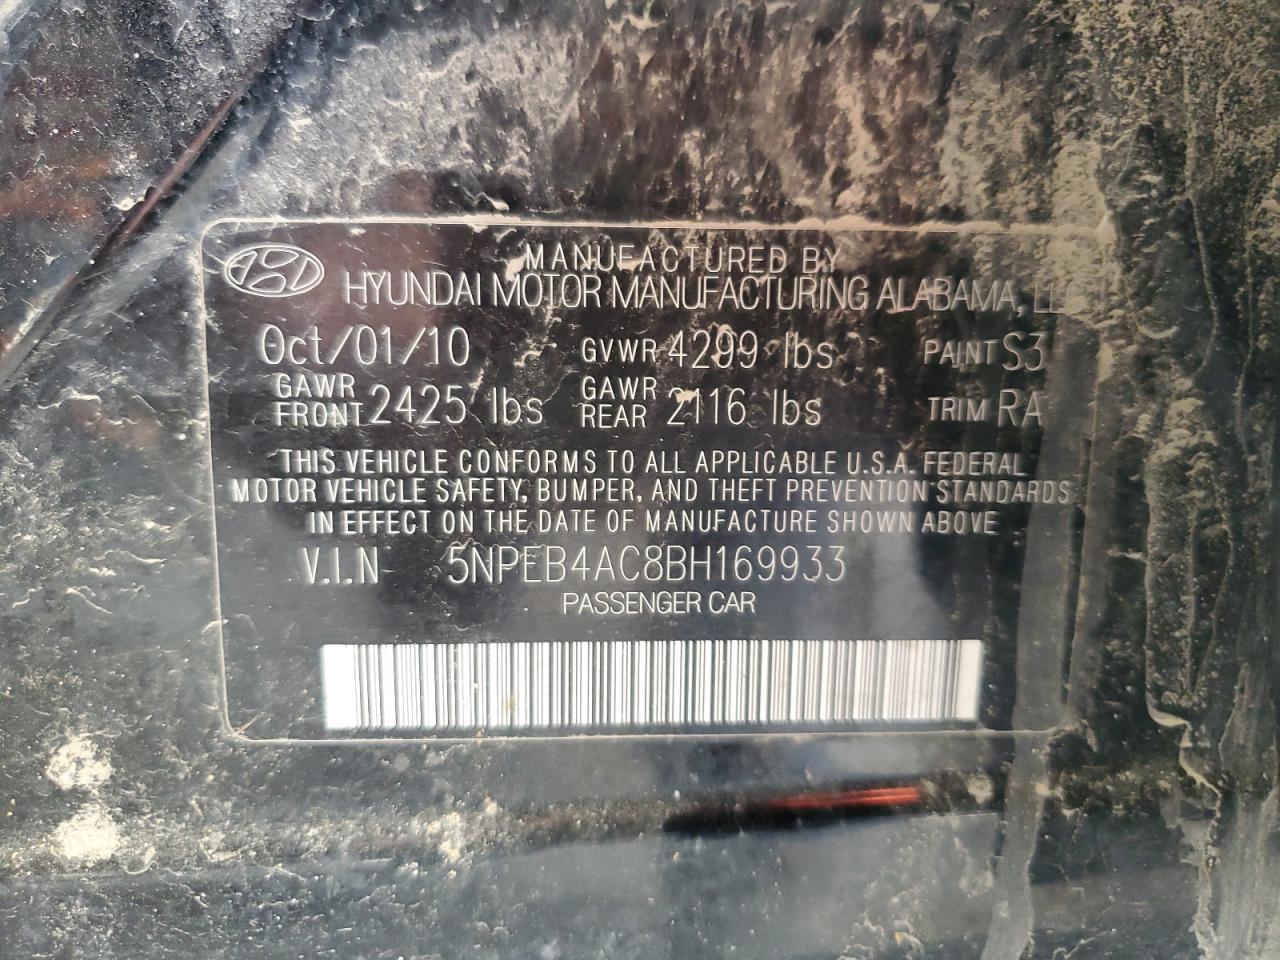 MANUFACTURED BY
HYUNDAI MOTOR MANUFACTURING ALABAMA, LL
Oct/01/10 GVWR 4299 lbs PAINT S3
GAWR FRONT 2425 lbs GAWR REAR 2116 lbs TRIM RA
THIS VEHICLE CONFORMS TO ALL APPLICABLE U.S.A. FEDERAL
MOTOR VEHICLE SAFETY, BUMPER, AND THEFT PREVENTION STANDARDS
IN EFFECT ON THE DATE OF MANUFACTURE SHOWN ABOVE
V.I.N 5NPEB4AC8BH169933
PASSENGER CAR